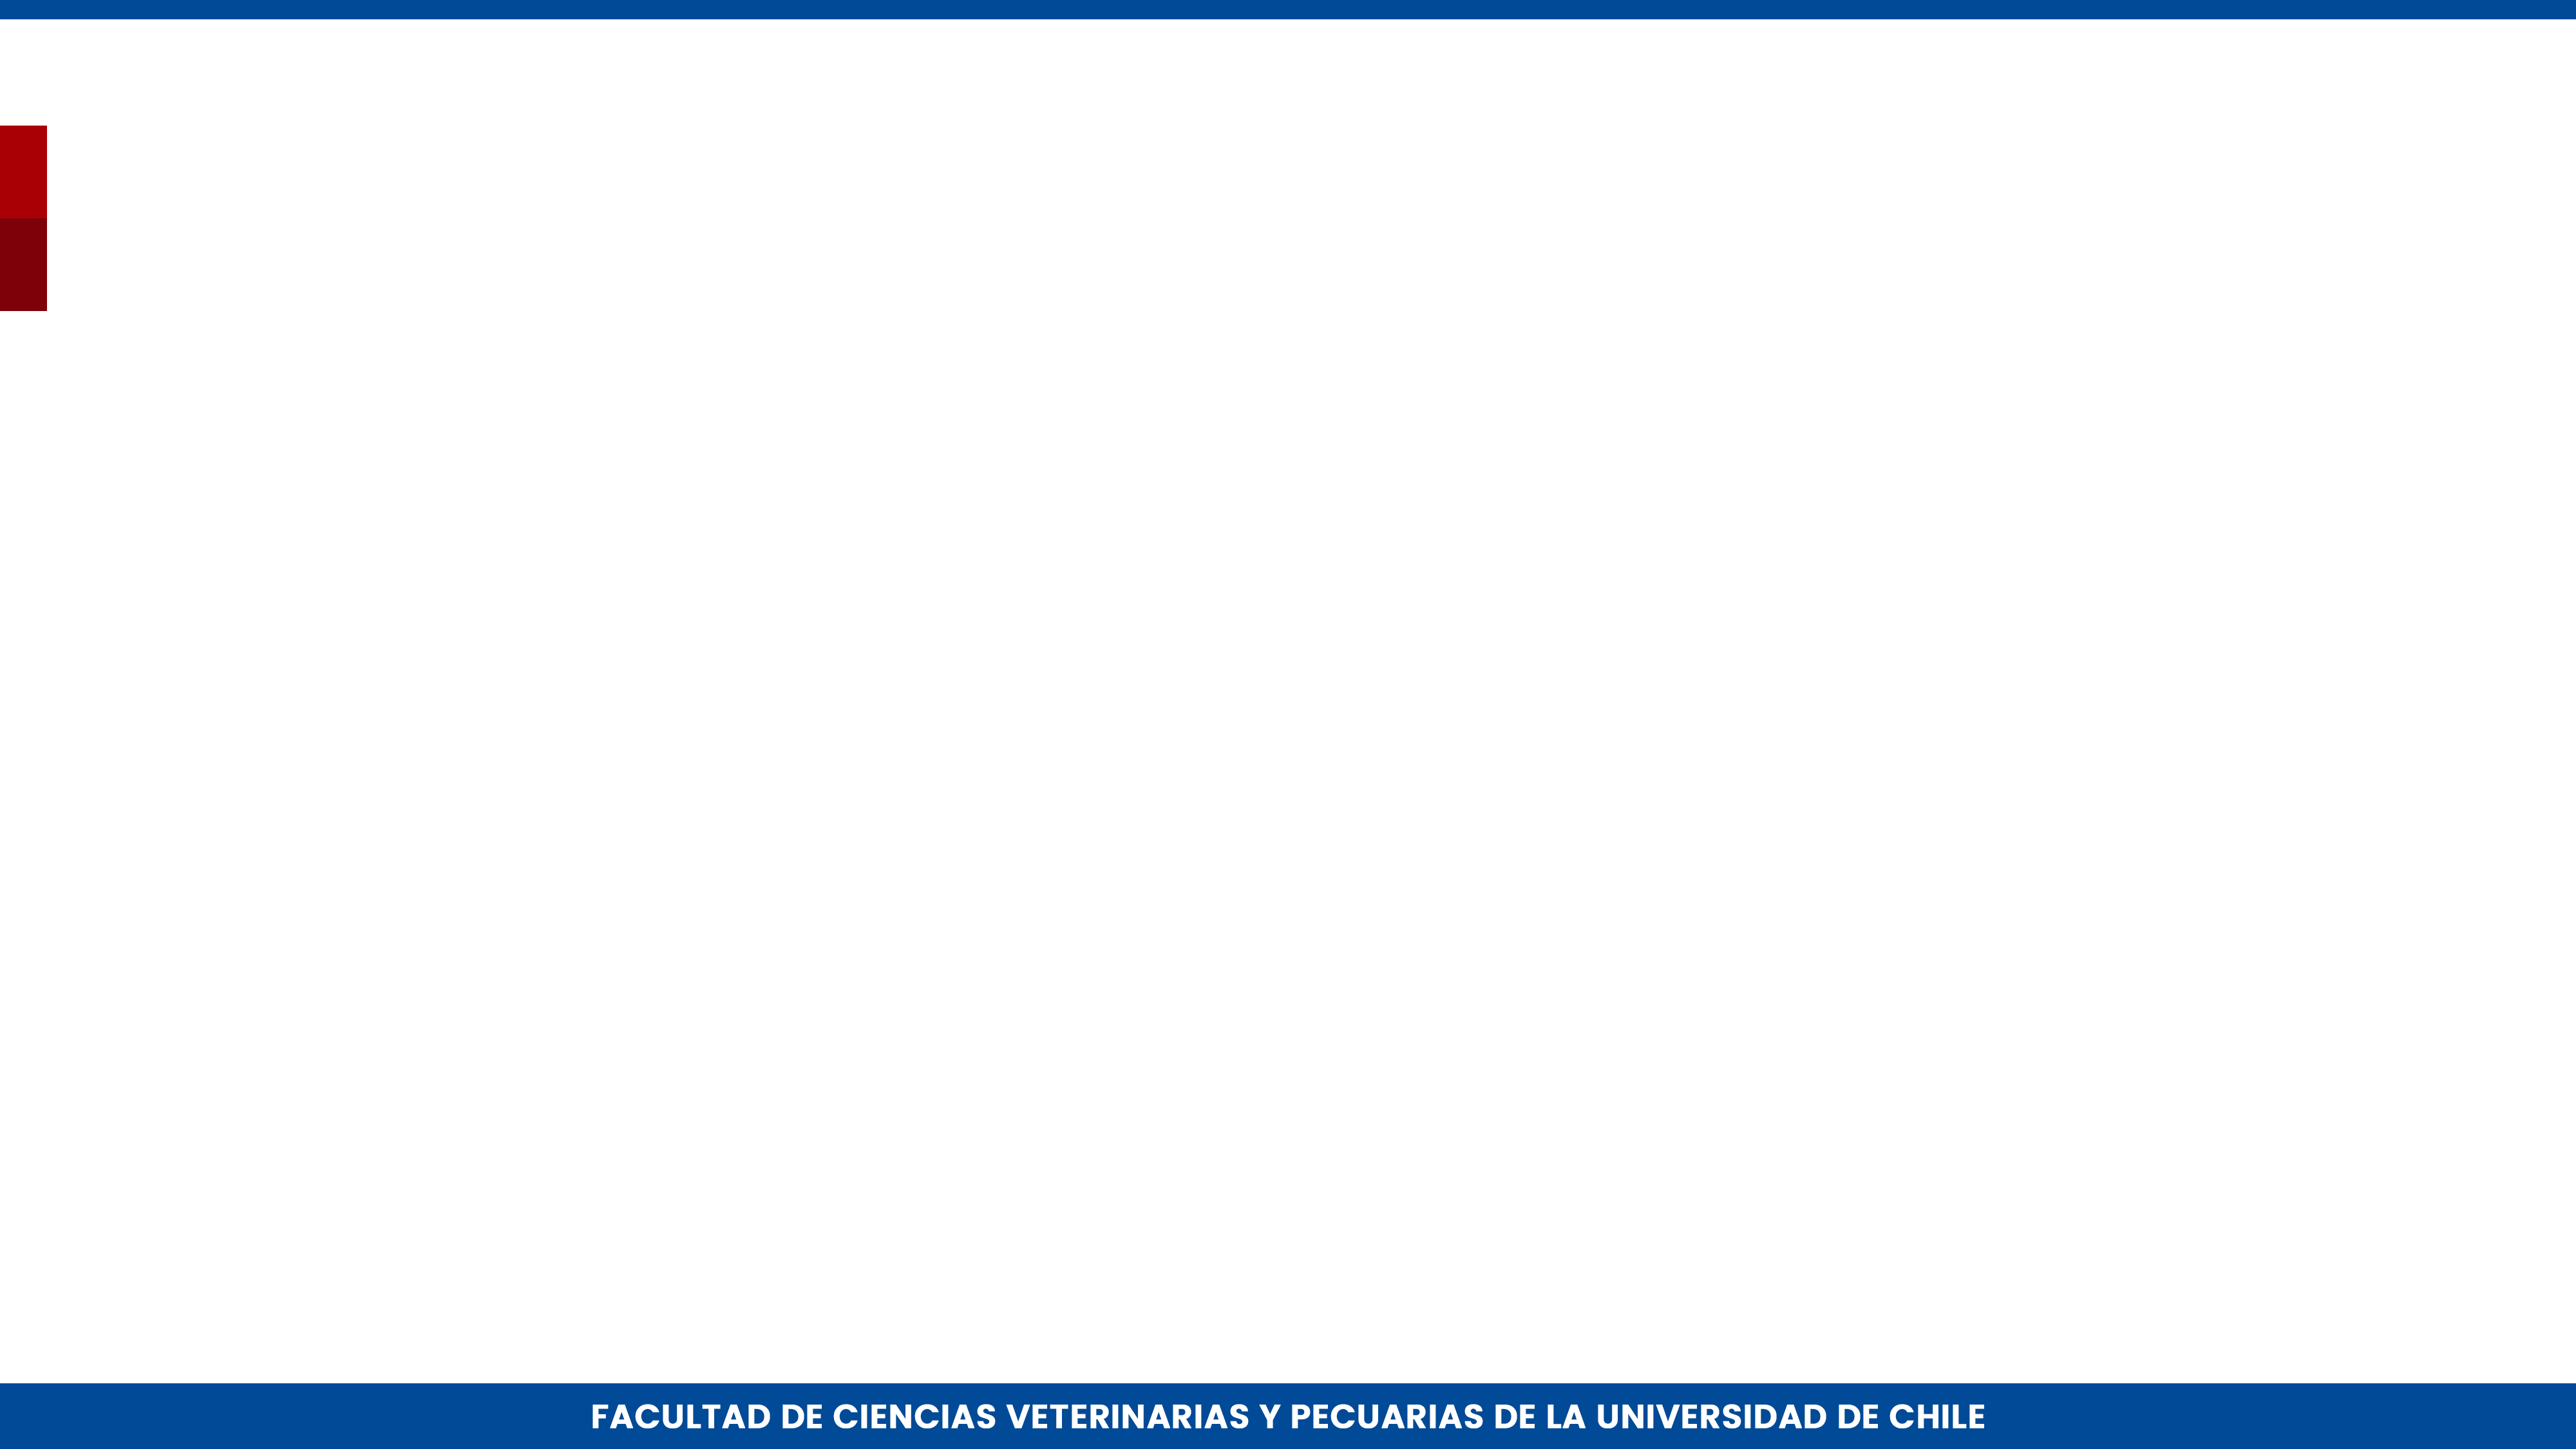 FACULTAD DE CIENCIAS VETERINARIAS Y PECUARIAS DE LA UNIVERSIDAD DE CHILE